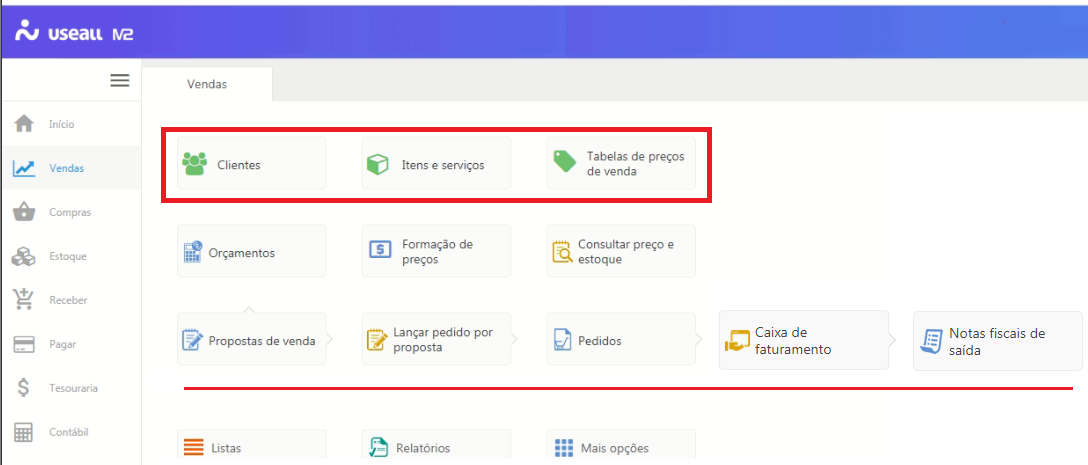 useall M2
Vendas
Início
Vendas
Compras
Estoque
Receber
Pagar
Tesouraria
Contábil
Clientes
Itens e serviços
Tabelas de preços
de venda
Orçamentos
Formação de
preços
Consultar preço e
estoque
Propostas de venda
Lançar pedido por
proposta
Pedidos
Caixa de
faturamento
Notas fiscais de
saída
Listas
Relatórios
Mais opções